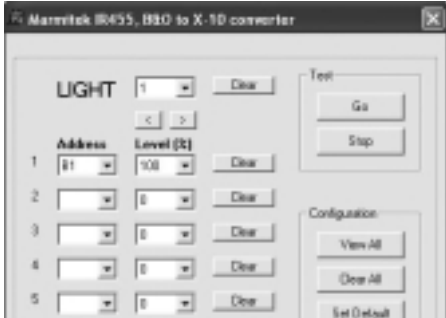 Marmitek IR455, B&O to X-10 converter
LIGHT 1 Clear
< >
Address Level (%)
1 B1 100 Clear
2 0 Clear
3 0 Clear
4 0 Clear
5 0 Clear
Test
Go
Stop
Configuration
View All
Clear All
Set Default